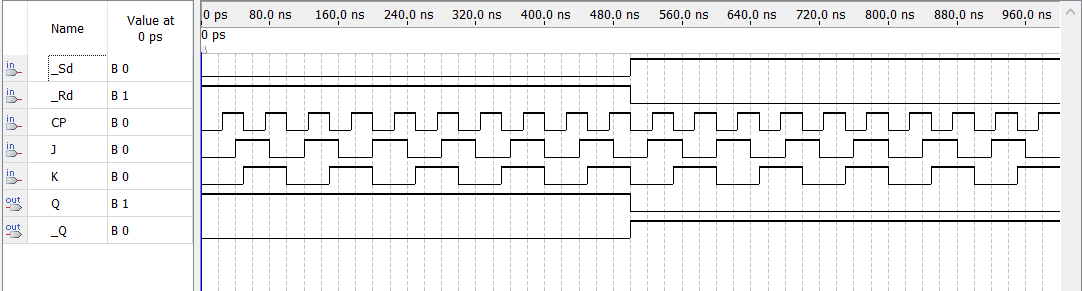 Name Value at 0 ps
0 ps 80.0 ns 160.0 ns 240.0 ns 320.0 ns 400.0 ns 480.0 ns 560.0 ns 640.0 ns 720.0 ns 800.0 ns 880.0 ns 960.0 ns
0 ps
in _Sd B 0
in _Rd B 1
in CP B 0
in J B 0
in K B 0
out Q B 1
out _Q B 0